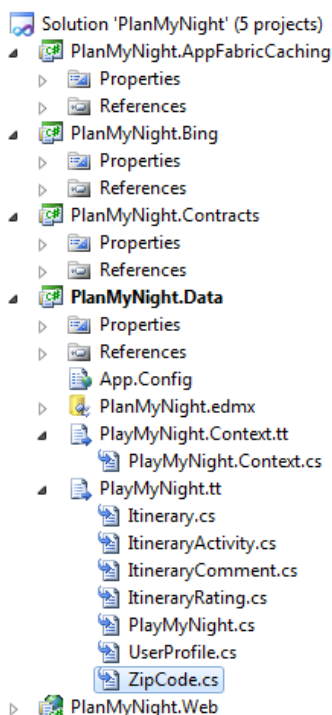 Solution 'PlanMyNight' (5 projects)
PlanMyNight.AppFabricCaching
Properties
References
PlanMyNight.Bing
Properties
References
PlanMyNight.Contracts
Properties
References
PlanMyNight.Data
Properties
References
App.Config
PlanMyNight.edmx
PlayMyNight.Context.tt
PlayMyNight.Context.cs
PlayMyNight.tt
Itinerary.cs
ItineraryActivity.cs
ItineraryComment.cs
ItineraryRating.cs
PlayMyNight.cs
UserProfile.cs
ZipCode.cs
PlanMyNight.Web